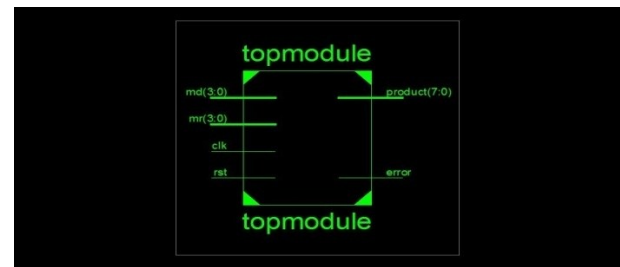 topmodule
md(3:0)
product(7:0)
mr(3:0)
clk
rst
error
topmodule